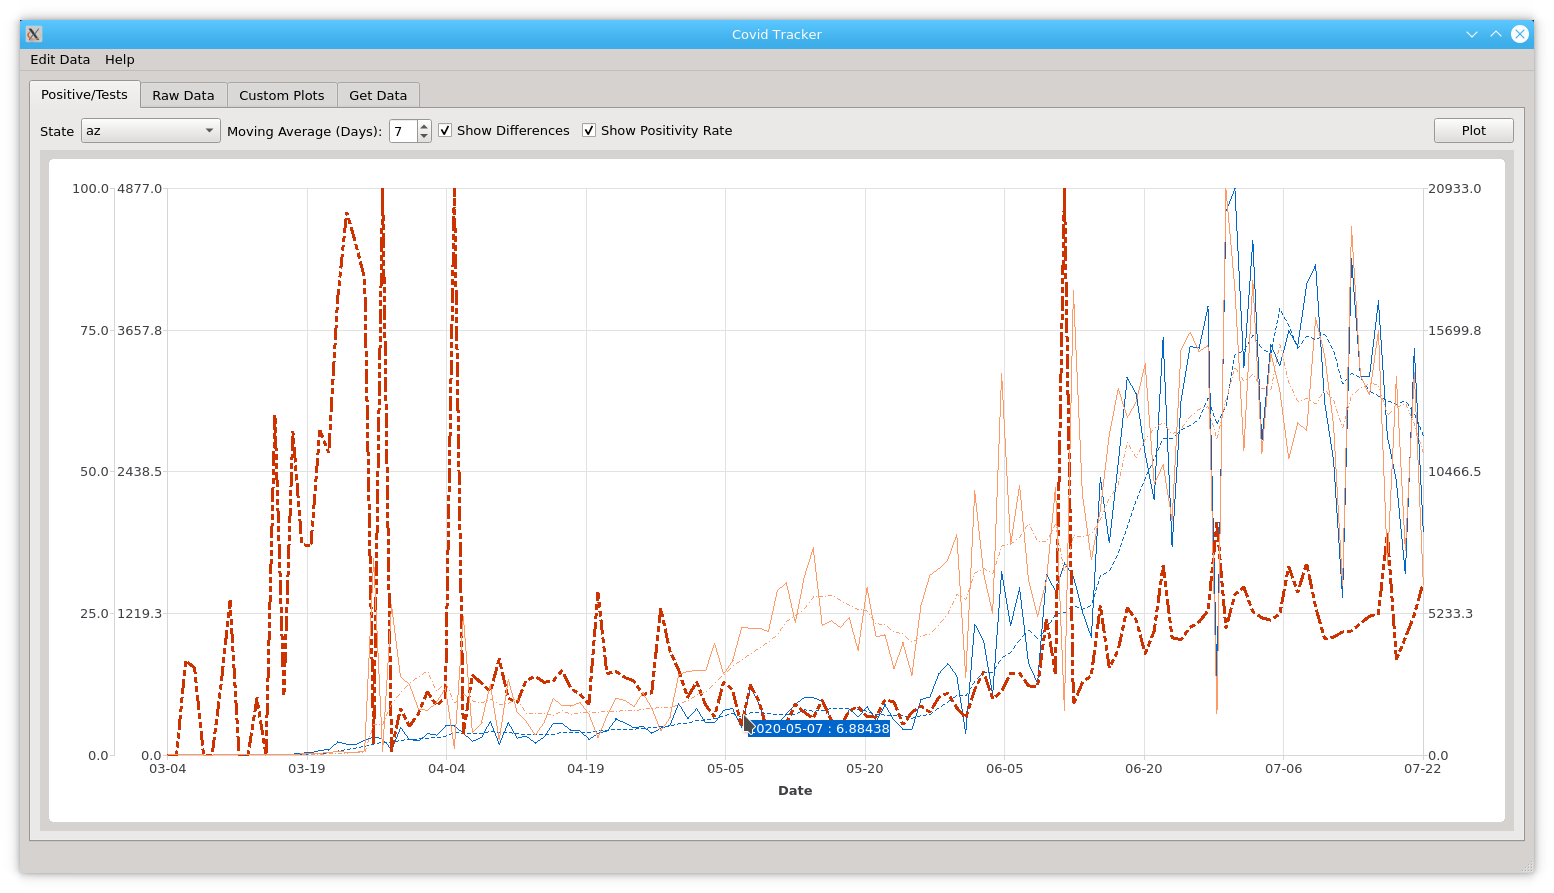 Covid Tracker
Edit Data Help
Positive/Tests Raw Data Custom Plots Get Data
State az Moving Average (Days): 7 Show Differences Show Positivity Rate Plot
100.0 4877.0 20933.0
75.0 3657.8 15699.8
50.0 2438.5 10466.5
25.0 1219.3 5233.3
2020-05-07 : 6.88438
0.0 0.0 0.0
03-04 03-19 04-04 04-19 05-05 05-20 06-05 06-20 07-06 07-22
Date